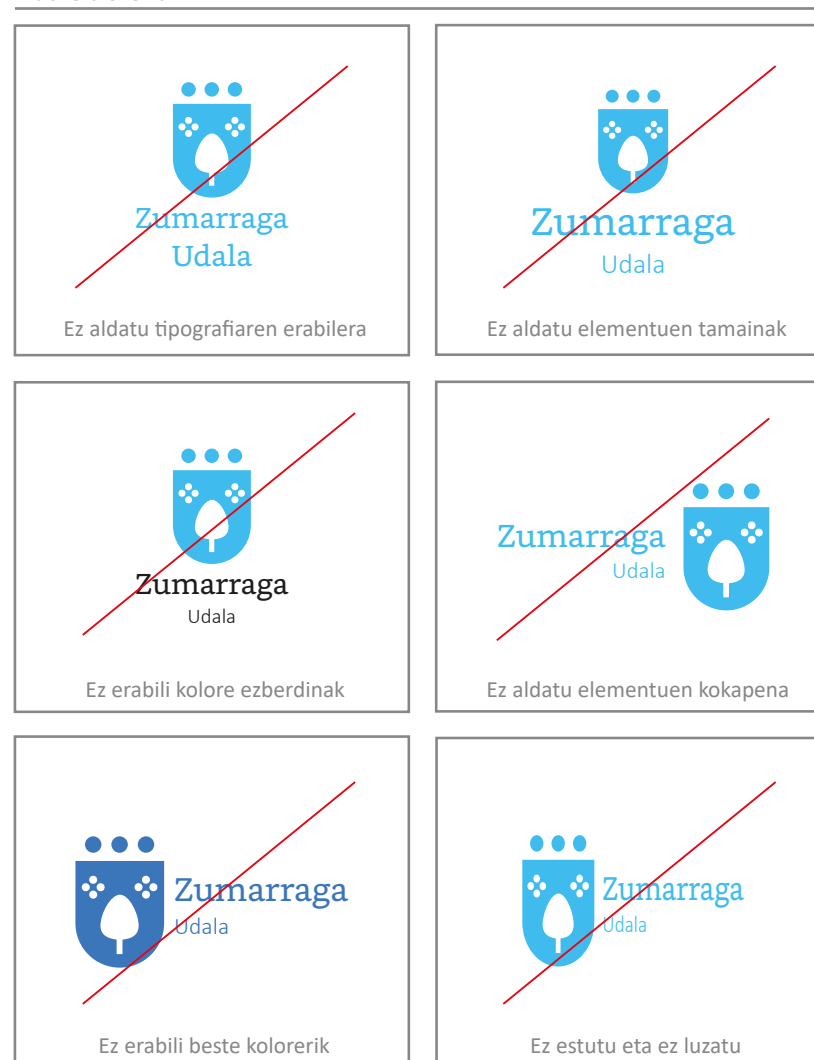 Zumarraga
Udala
Ez aldatu tipografiaren erabilera
Zumarraga
Udala
Ez aldatu elementuen tamainak
Zumarraga
Udala
Ez erabili kolore ezberdinak
Zumarraga
Udala
Ez aldatu elementuen kokapena
Zumarraga
Udala
Ez erabili beste kolorerik
Zumarraga
Udala
Ez estutu eta ez luzatu